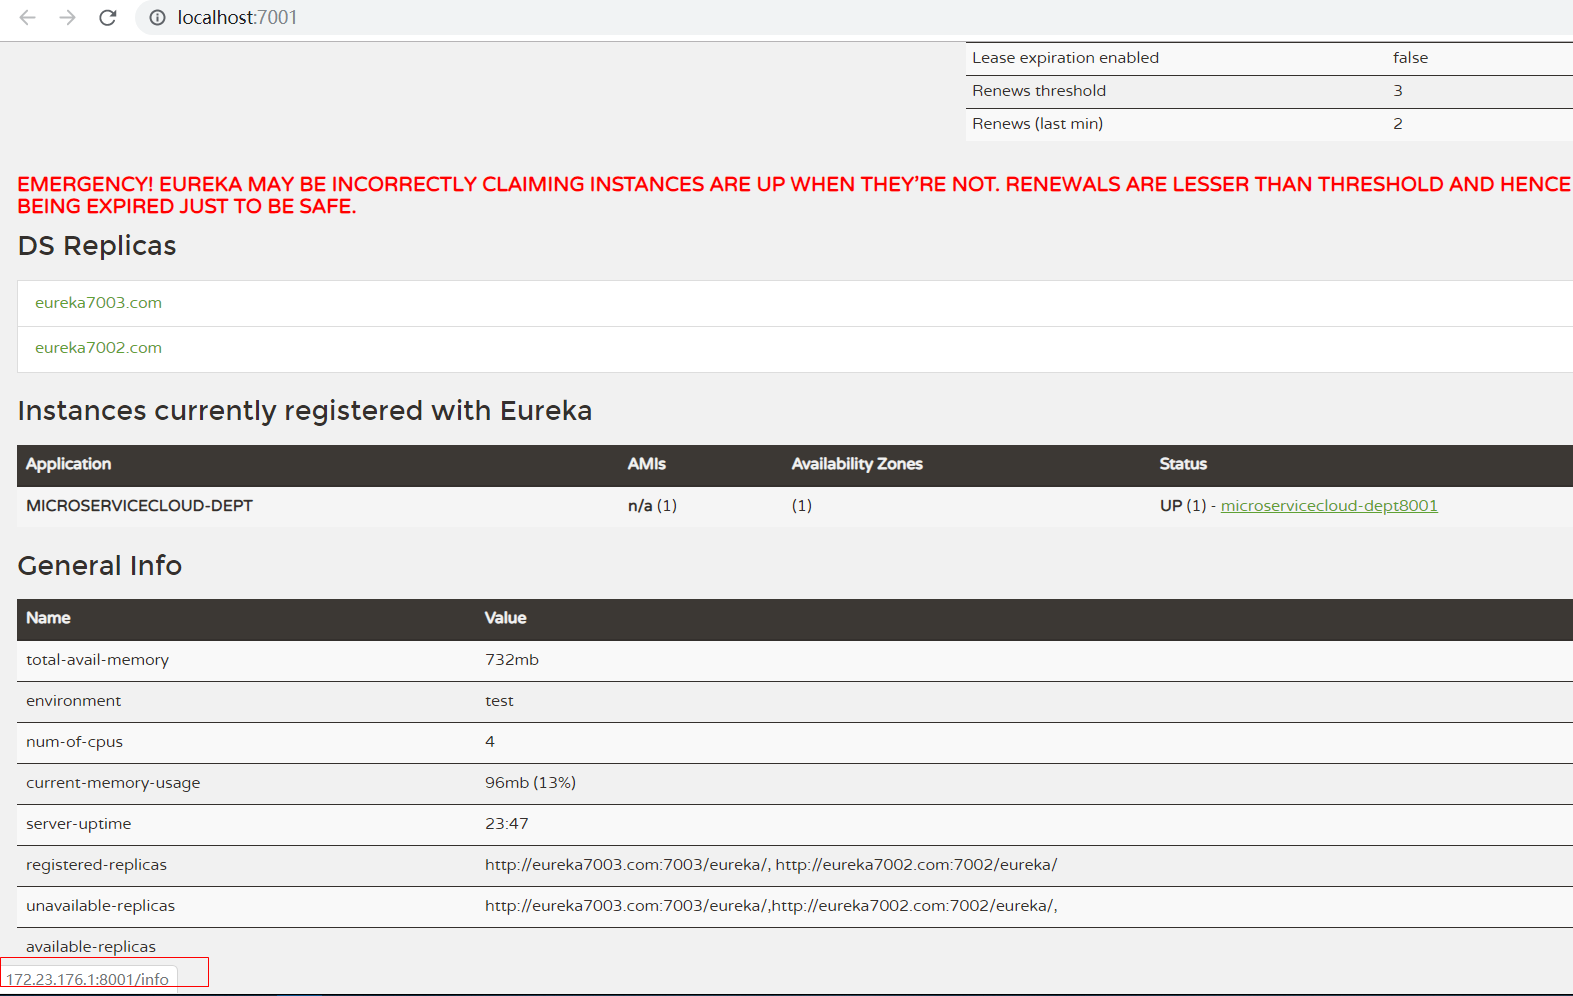 localhost:7001
Lease expiration enabled false
Renews threshold 3
Renews (last min) 2
EMERGENCY! EUREKA MAY BE INCORRECTLY CLAIMING INSTANCES ARE UP WHEN THEY'RE NOT. RENEWALS ARE LESSER THAN THRESHOLD AND HENCE
BEING EXPIRED JUST TO BE SAFE.
DS Replicas
eureka7003.com
eureka7002.com
Instances currently registered with Eureka
Application AMIs Availability Zones Status
MICROSERVICECLOUD-DEPT n/a (1) (1) UP (1) - microservicecloud-dept8001
General Info
Name Value
total-avail-memory 732mb
environment test
num-of-cpus 4
current-memory-usage 96mb (13%)
server-uptime 23:47
registered-replicas http://eureka7003.com:7003/eureka/, http://eureka7002.com:7002/eureka/
unavailable-replicas http://eureka7003.com:7003/eureka/,http://eureka7002.com:7002/eureka/,
available-replicas
172.23.176.1:8001/info